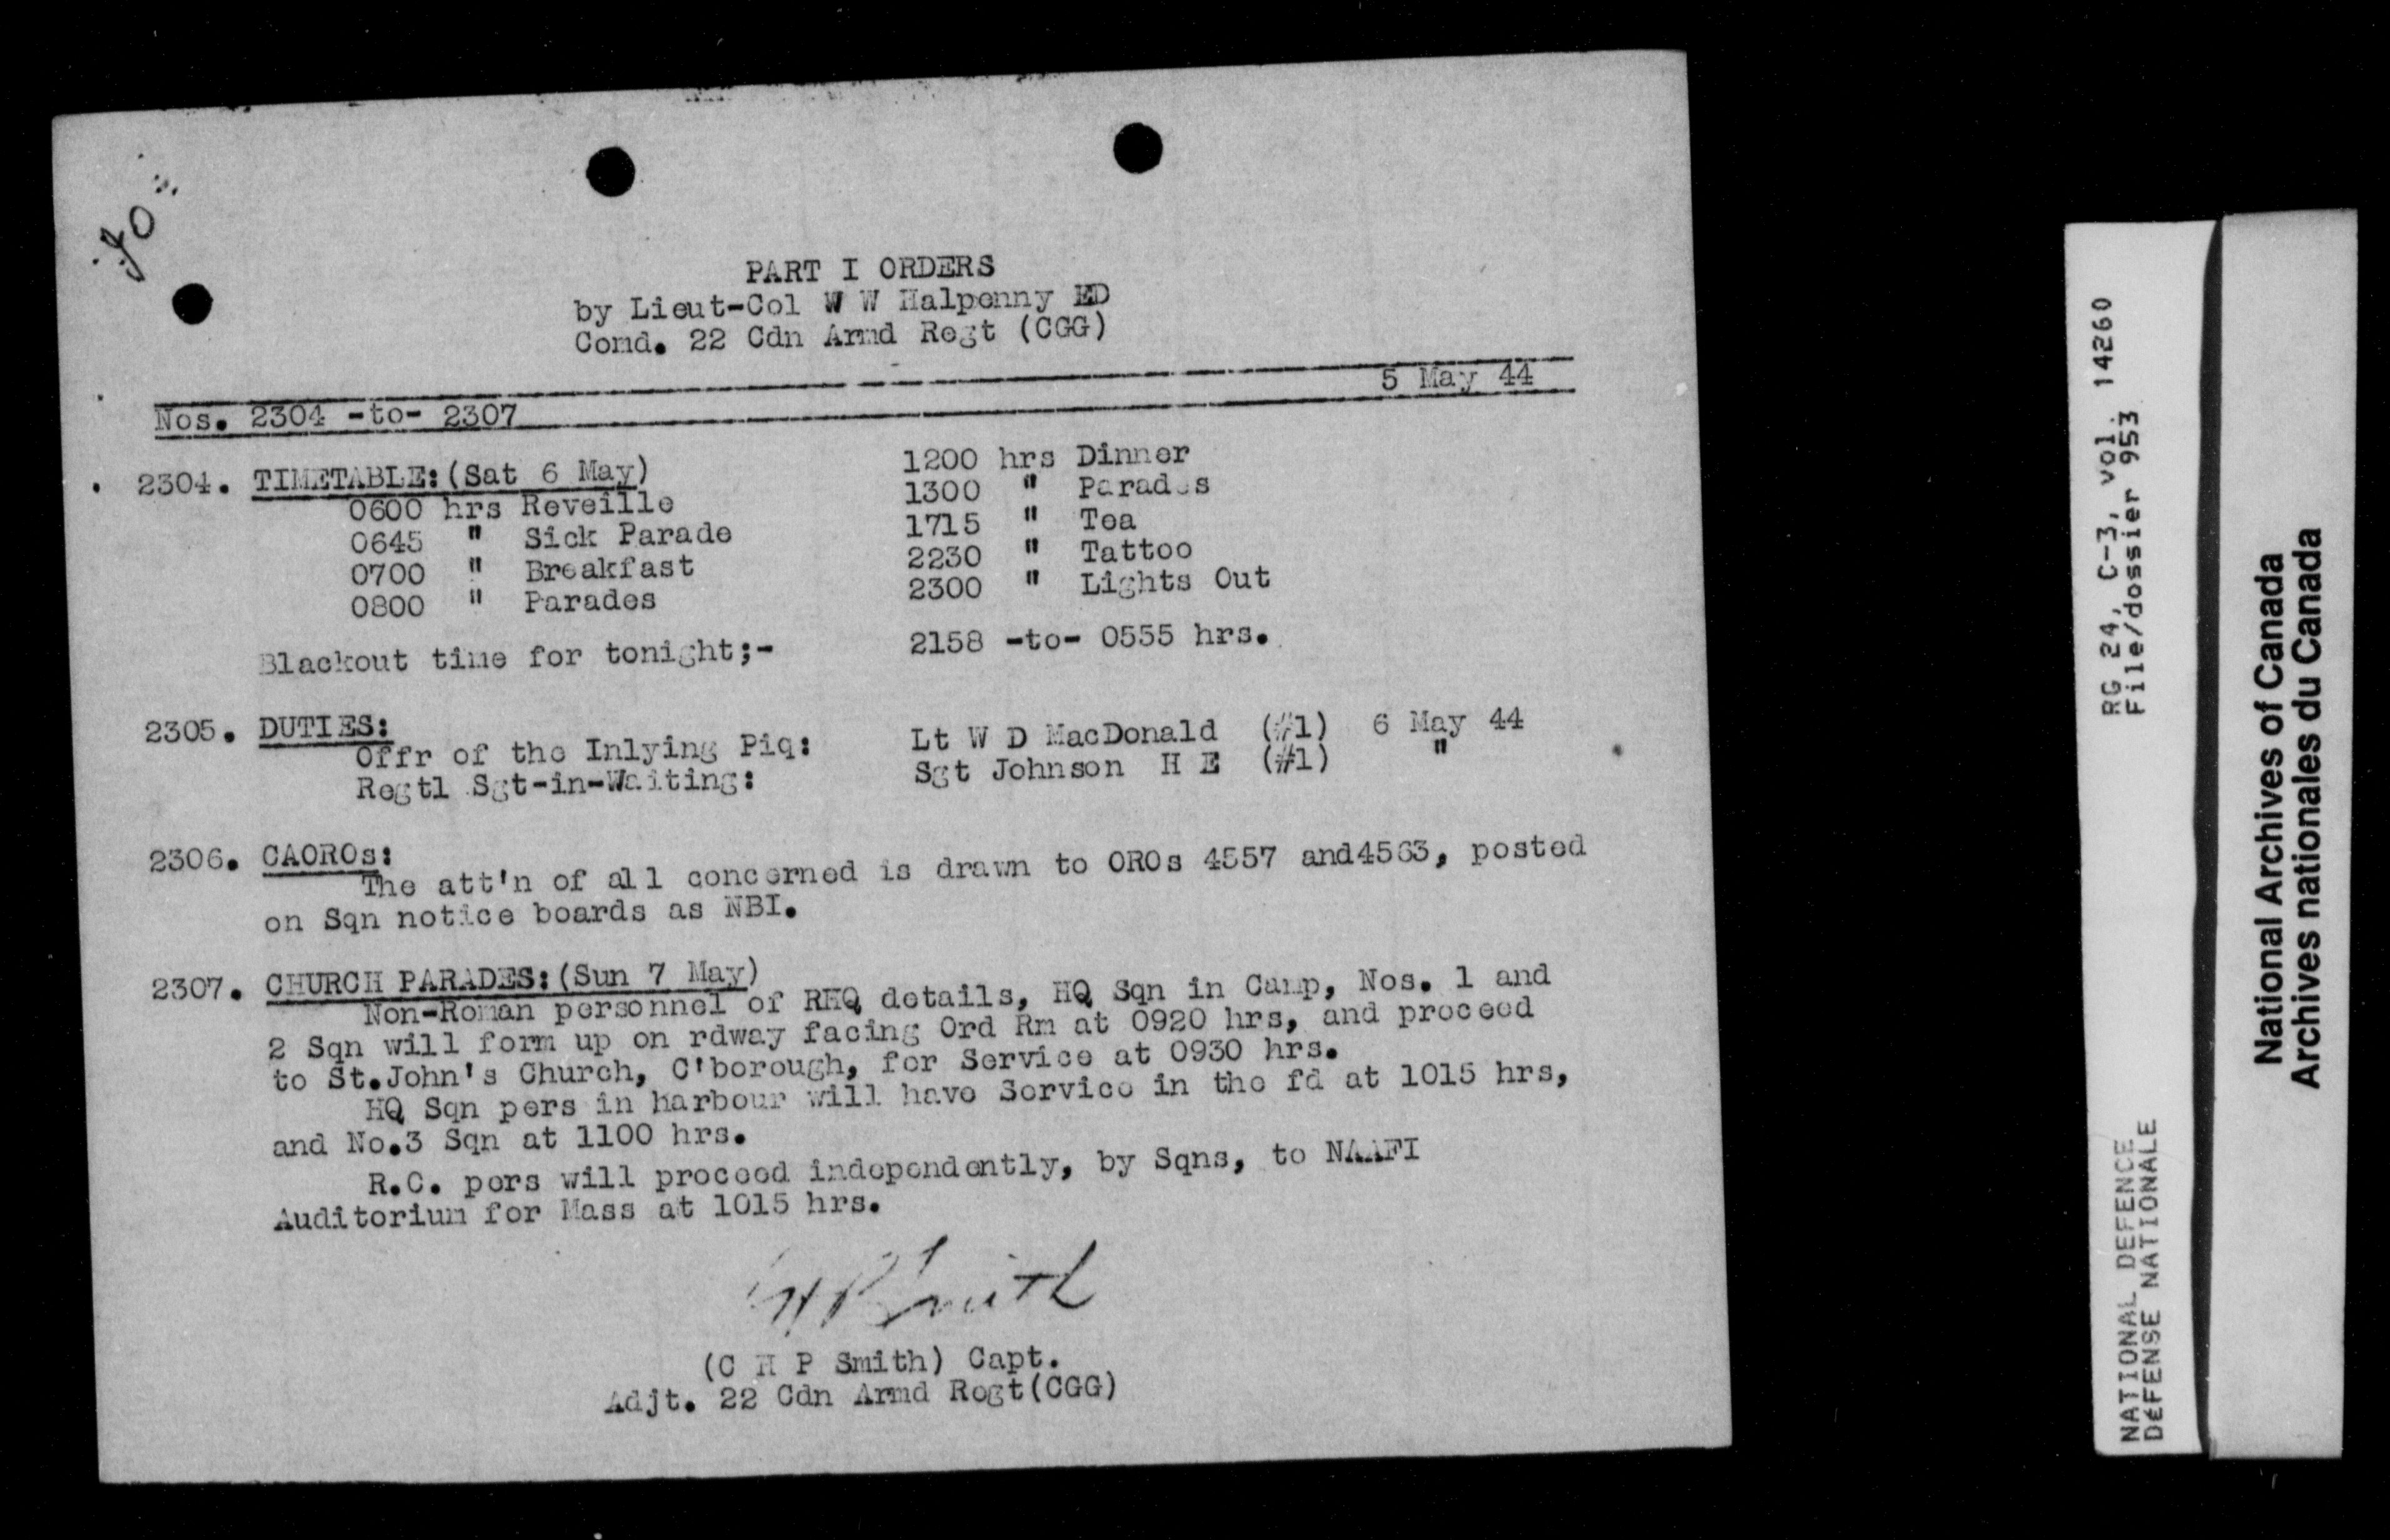 PART I ORDERS
by Lieut-Col W W Halpenny ED
Comd. 22 Cdn Armd Regt (CGG)
5 May 44
Nos. 2304 -to- 2307
2304. TIMETABLE:(Sat 6 May)
0600 hrs Reveille
0645 " Sick Parade
0700 " Breakfast
0800 " Parades
1200 hrs Dinner
1300 " Parades
1715 " Tea
2230 " Tattoo
2300 " Lights Out
Blackout time for tonight;- 2158 -to- 0555 hrs.
2305. DUTIES:
Offr of the Inlying Piq: Lt W D MacDonald (#1) 6 May 44
Regtl Sgt-in-Waiting: Sgt Johnson H E (#1) "
2306. CAOROs:
The att'n of all concerned is drawn to OROs 4557 and4563, posted
on Sqn notice boards as NBI.
2307. CHURCH PARADES:(Sun 7 May)
Non-Roman personnel of RHQ details, HQ Sqn in Camp, Nos. 1 and
2 Sqn will form up on rdway facing Ord Rm at 0920 hrs, and proceed
to St.John's Church, C'borough, for Service at 0930 hrs.
HQ Sqn pers in harbour will have Service in the fd at 1015 hrs,
and No.3 Sqn at 1100 hrs.
R.C. pers will proceed independently, by Sqns, to NAAFI
Auditorium for Mass at 1015 hrs.
HPSmith
(C H P Smith) Capt.
Adjt. 22 Cdn Armd Regt(CGG)
RG 24, C-3, vol. 14260
File/dossier 953
NATIONAL DEFENCE
DÉFENSE NATIONALE
National Archives of Canada
Archives nationales du Canada